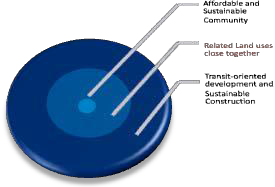 Affordable and
Sustainable
Community
Related Land uses
close together
Transit-oriented
development and
Sustainable
Construction